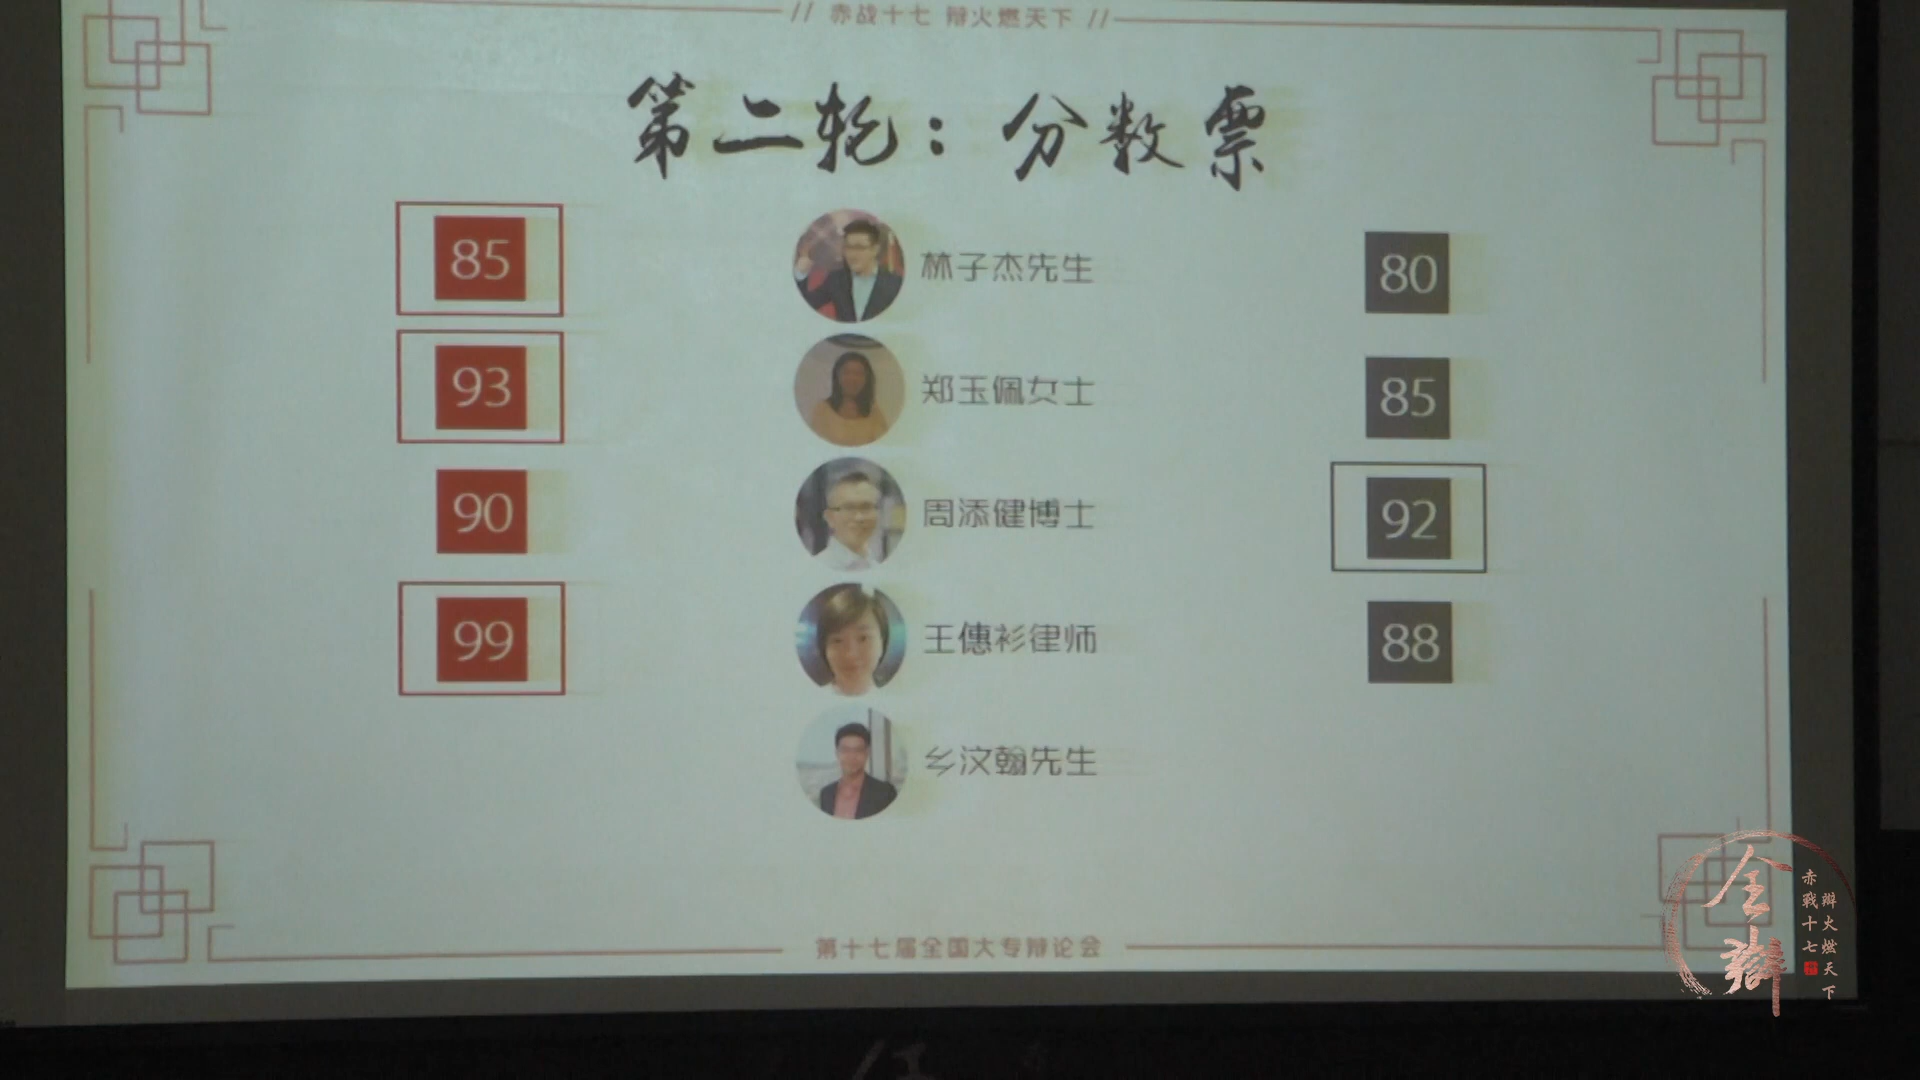 // 赤战十七 辩火燃天下 //
第二轮：分数票
85 林子杰先生 80
93 郑玉佩女士 85
90 周添健博士 92
99 王僡衫律师 88
乡汶翰先生
第十七届全国大专辩论会
全辯
赤戰十七
辯火燃天下